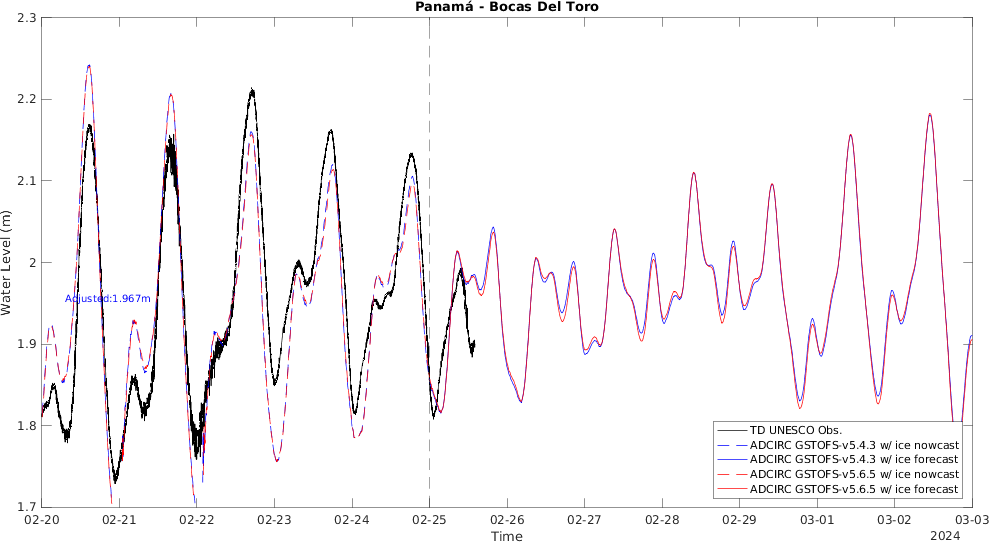 Panamá - Bocas Del Toro
Water Level (m)
2.3
2.2
2.1
2
1.9
1.8
1.7
Adjusted:1.967m
02-20 02-21 02-22 02-23 02-24 02-25 02-26 02-27 02-28 02-29 03-01 03-02 03-03
Time
2024
TD UNESCO Obs.
ADCIRC GSTOFS-v5.4.3 w/ ice nowcast
ADCIRC GSTOFS-v5.4.3 w/ ice forecast
ADCIRC GSTOFS-v5.6.5 w/ ice nowcast
ADCIRC GSTOFS-v5.6.5 w/ ice forecast